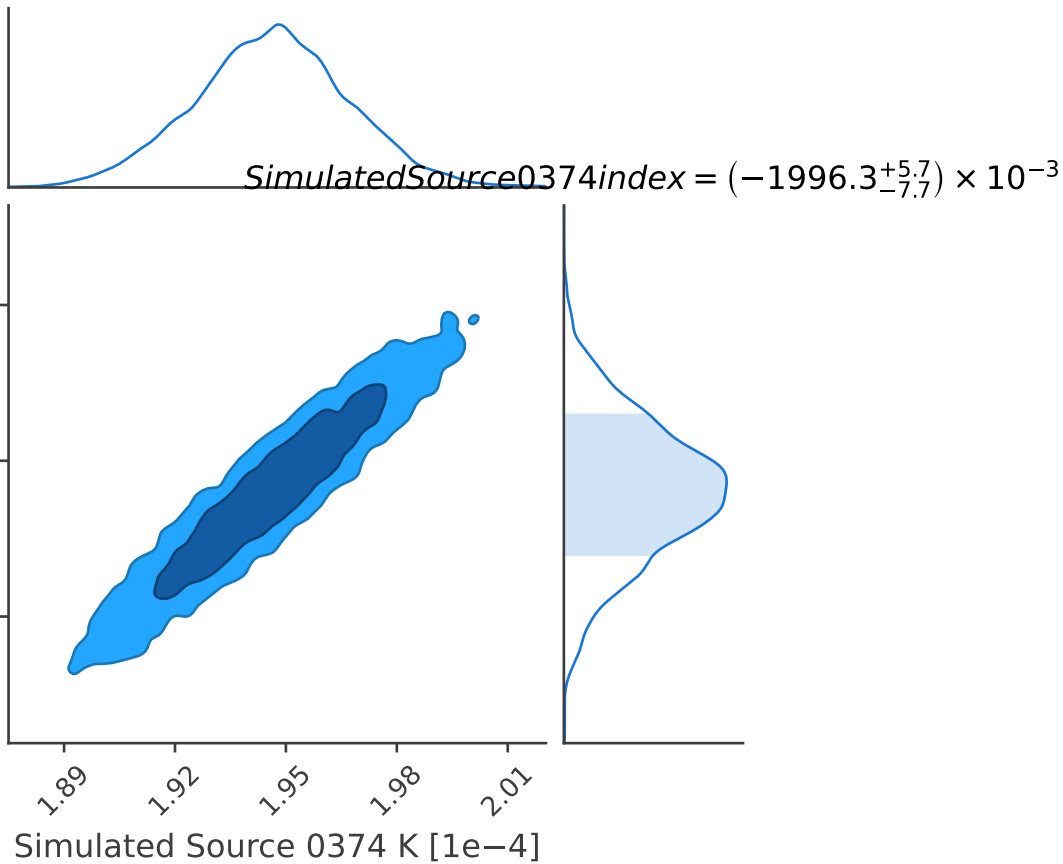 SimulatedSource0374index = (−1996.3^{+5.7}_{−7.7}) × 10^{−3}
1.89 1.92 1.95 1.98 2.01
Simulated Source 0374 K [1e−4]